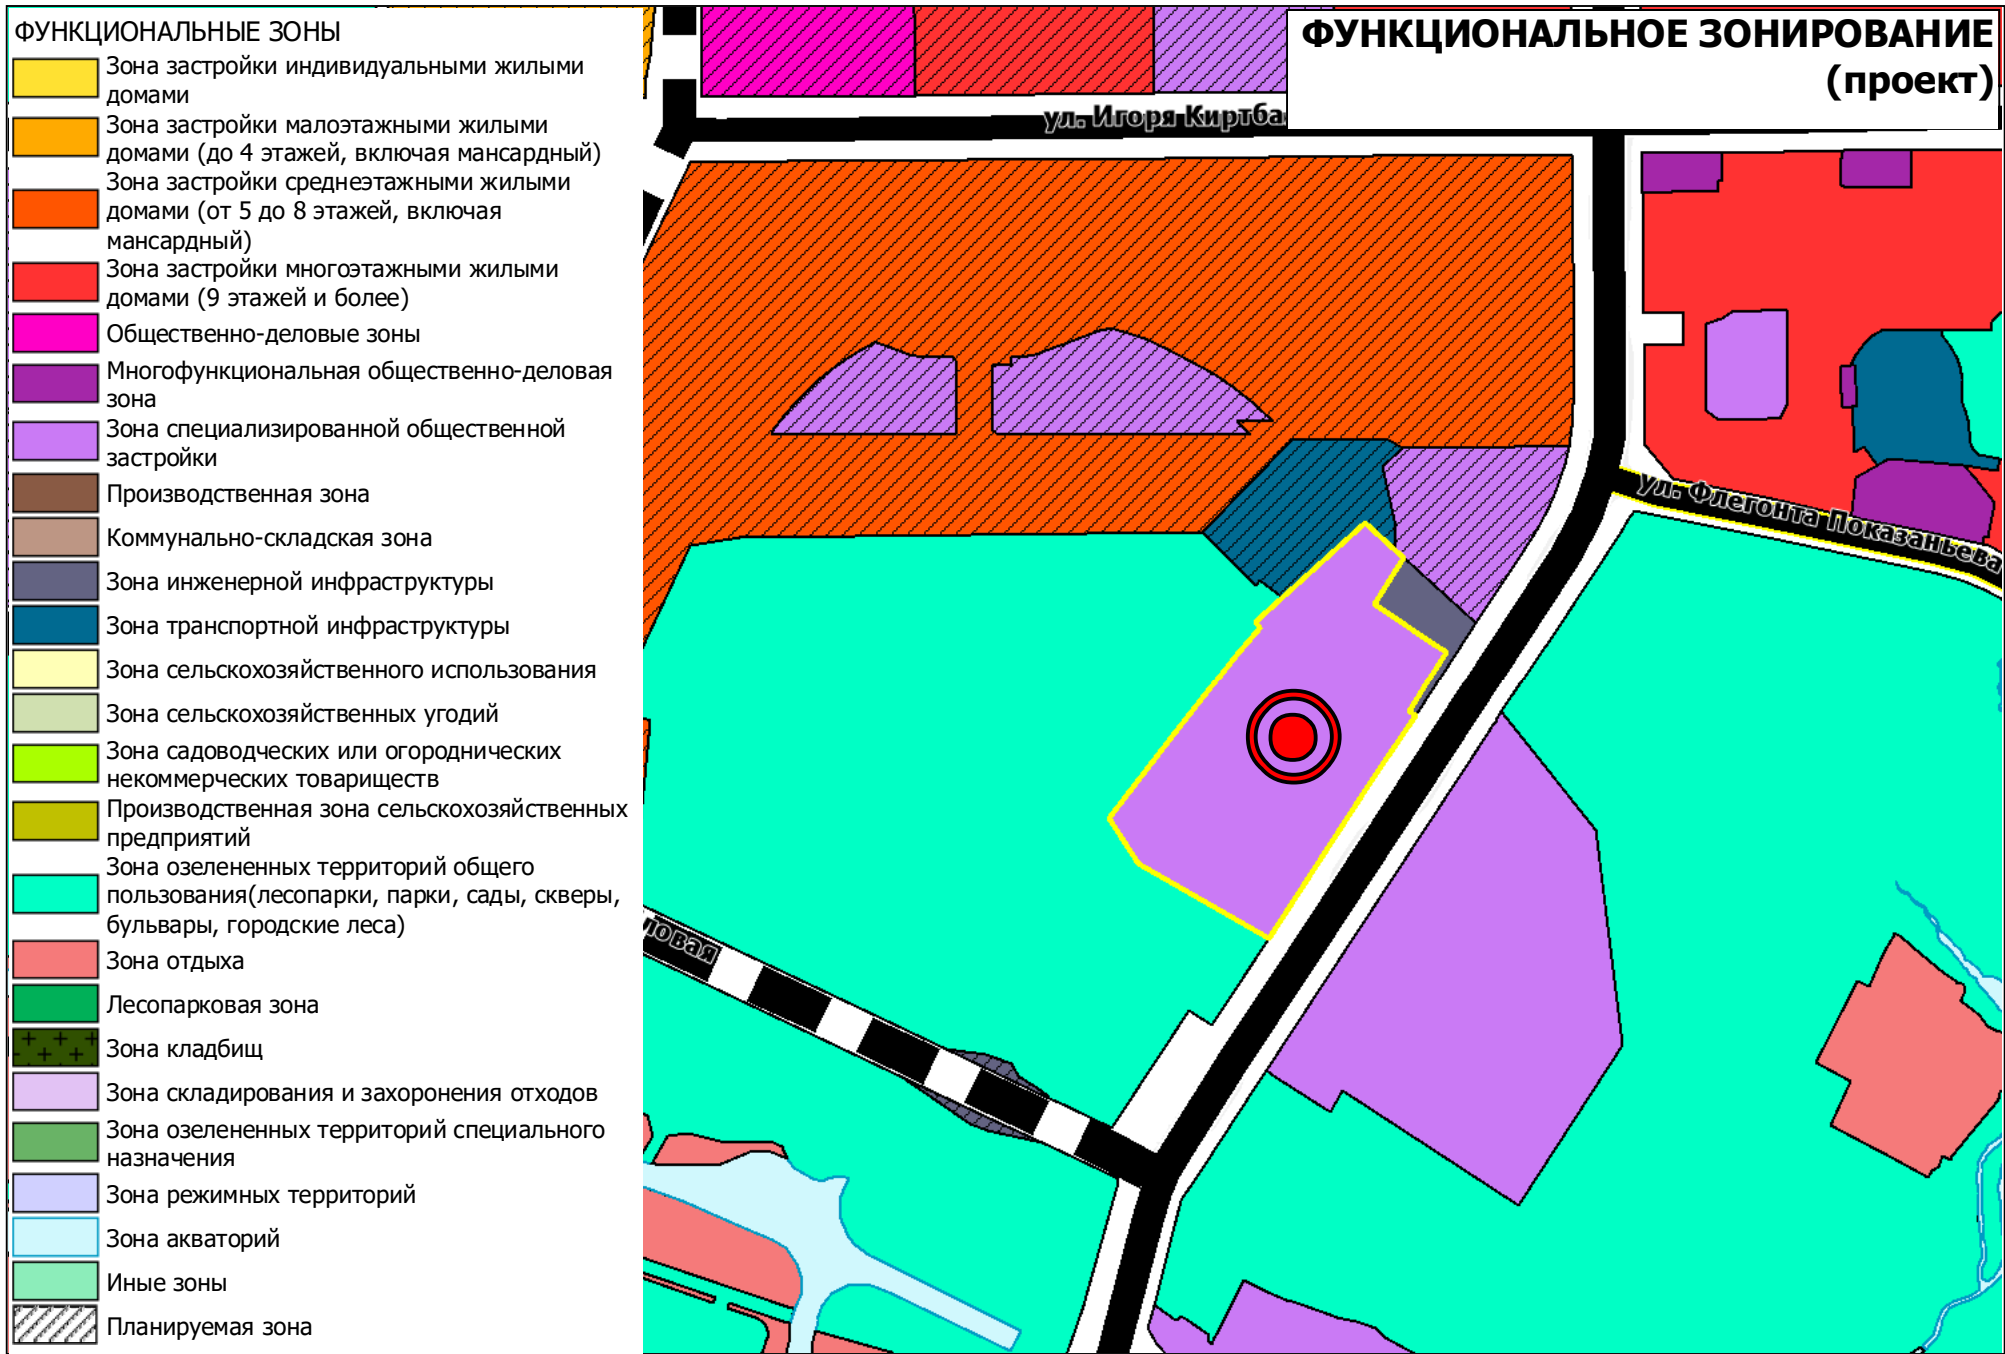 ФУНКЦИОНАЛЬНЫЕ ЗОНЫ
Зона застройки индивидуальными жилыми
домами
Зона застройки малоэтажными жилыми
домами (до 4 этажей, включая мансардный)
Зона застройки среднеэтажными жилыми
домами (от 5 до 8 этажей, включая
мансардный)
Зона застройки многоэтажными жилыми
домами (9 этажей и более)
Общественно-деловые зоны
Многофункциональная общественно-деловая
зона
Зона специализированной общественной
застройки
Производственная зона
Коммунально-складская зона
Зона инженерной инфраструктуры
Зона транспортной инфраструктуры
Зона сельскохозяйственного использования
Зона сельскохозяйственных угодий
Зона садоводческих или огороднических
некоммерческих товариществ
Производственная зона сельскохозяйственных
предприятий
Зона озелененных территорий общего
пользования(лесопарки, парки, сады, скверы,
бульвары, городские леса)
Зона отдыха
Лесопарковая зона
Зона кладбищ
Зона складирования и захоронения отходов
Зона озелененных территорий специального
назначения
Зона режимных территорий
Зона акваторий
Иные зоны
Планируемая зона
ФУНКЦИОНАЛЬНОЕ ЗОНИРОВАНИЕ
(проект)
ул. Игоря Киртба
ул. Флегонта Показаньева
ловая